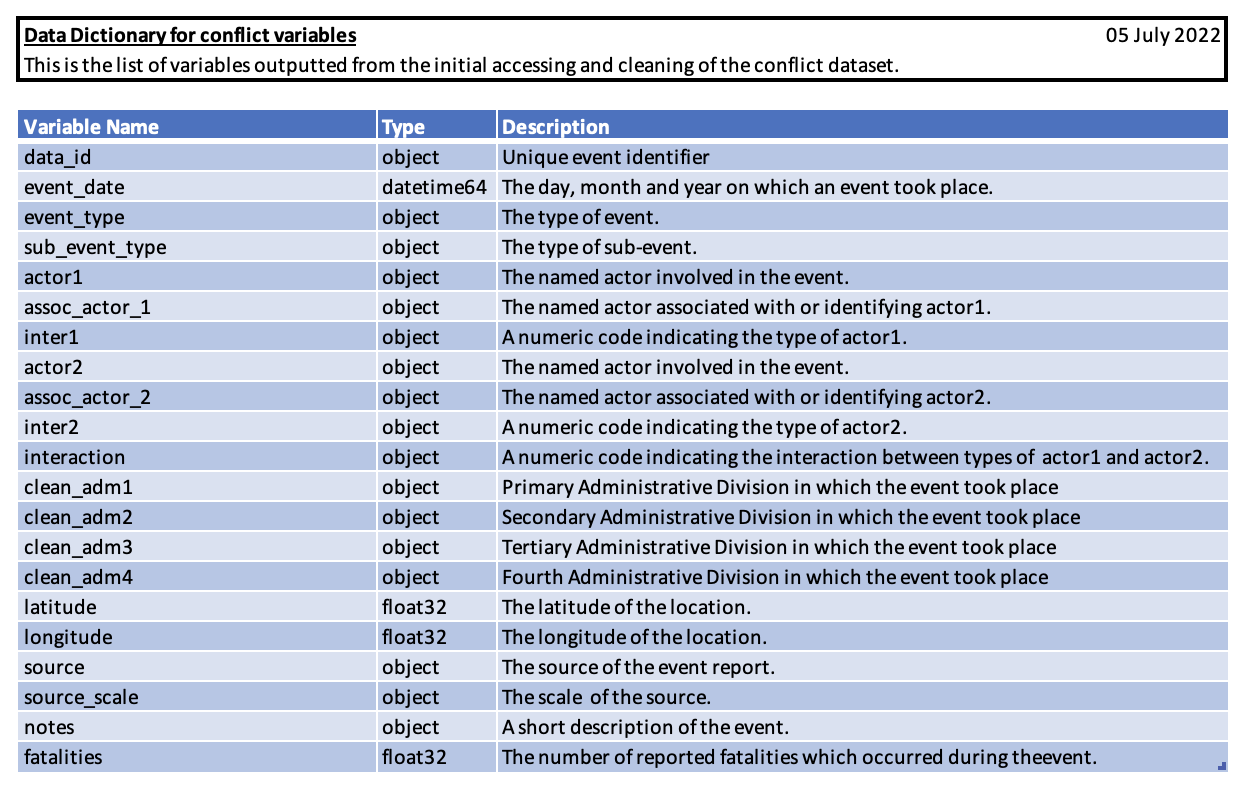 Data Dictionary for conflict variables 05 July 2022
This is the list of variables outputted from the initial accessing and cleaning of the conflict dataset.
Variable Name Type Description
data_id object Unique event identifier
event_date datetime64 The day, month and year on which an event took place.
event_type object The type of event.
sub_event_type object The type of sub-event.
actor1 object The named actor involved in the event.
assoc_actor_1 object The named actor associated with or identifying actor1.
inter1 object A numeric code indicating the type of actor1.
actor2 object The named actor involved in the event.
assoc_actor_2 object The named actor associated with or identifying actor2.
inter2 object A numeric code indicating the type of actor2.
interaction object A numeric code indicating the interaction between types of actor1 and actor2.
clean_adm1 object Primary Administrative Division in which the event took place
clean_adm2 object Secondary Administrative Division in which the event took place
clean_adm3 object Tertiary Administrative Division in which the event took place
clean_adm4 object Fourth Administrative Division in which the event took place
latitude float32 The latitude of the location.
longitude float32 The longitude of the location.
source object The source of the event report.
source_scale object The scale of the source.
notes object A short description of the event.
fatalities float32 The number of reported fatalities which occurred during theevent.